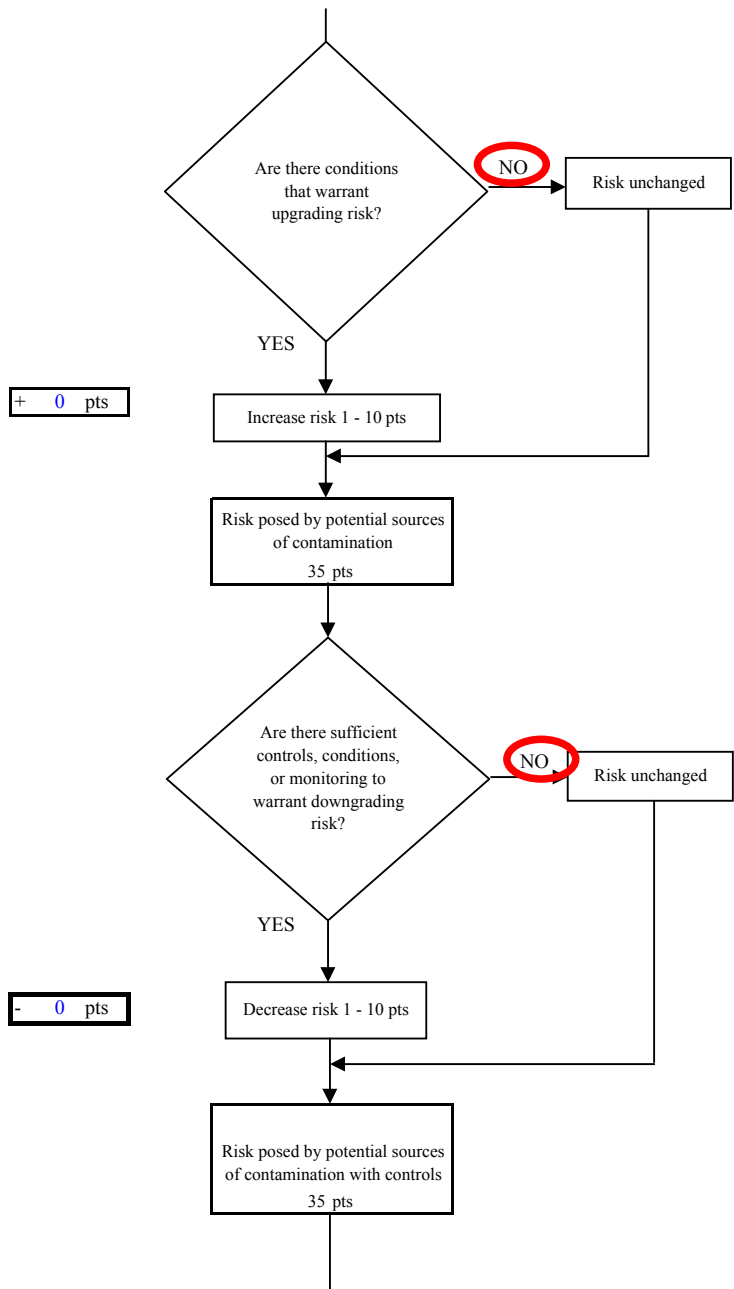 Are there conditions
that warrant
upgrading risk?
NO
Risk unchanged
YES
+ 0 pts
Increase risk 1 - 10 pts
Risk posed by potential sources
of contamination
35 pts
Are there sufficient
controls, conditions,
or monitoring to
warrant downgrading
risk?
NO
Risk unchanged
YES
- 0 pts
Decrease risk 1 - 10 pts
Risk posed by potential sources
of contamination with controls
35 pts